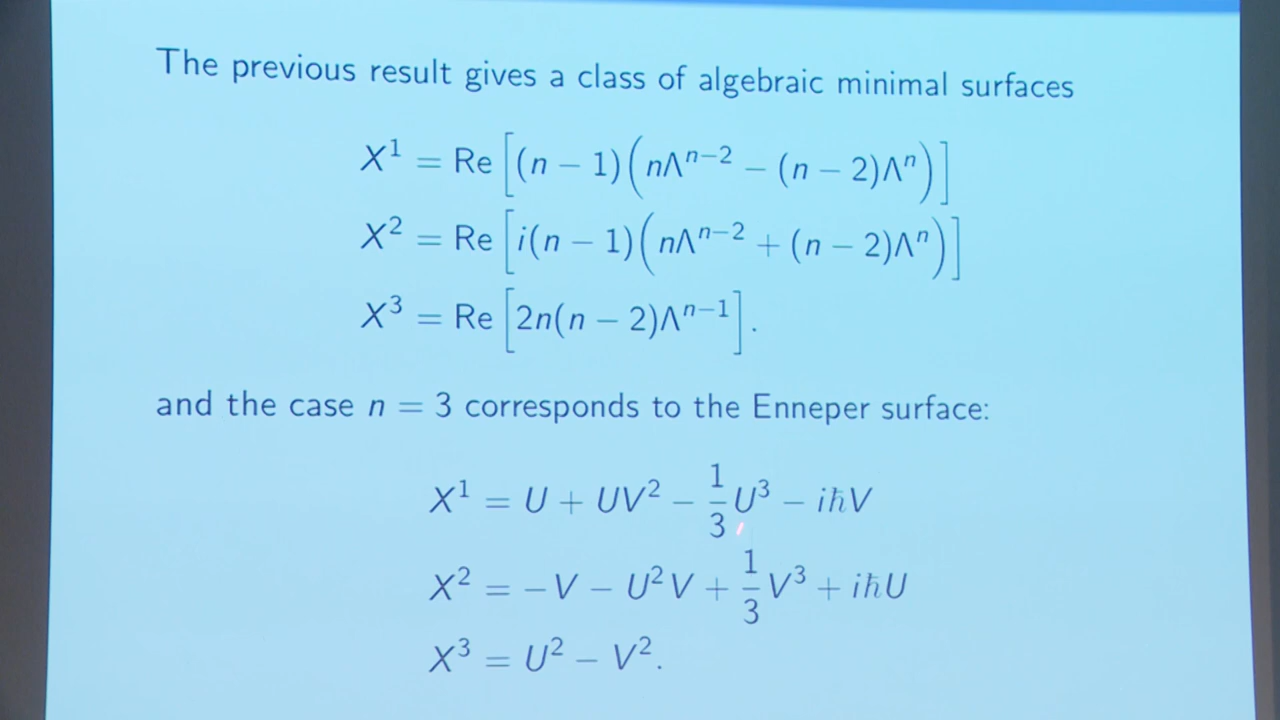 The previous result gives a class of algebraic minimal surfaces
X¹ = Re [(n − 1)(nΛⁿ⁻² − (n − 2)Λⁿ)]
X² = Re [i(n − 1)(nΛⁿ⁻² + (n − 2)Λⁿ)]
X³ = Re [2n(n − 2)Λⁿ⁻¹].
and the case n = 3 corresponds to the Enneper surface:
X¹ = U + UV² − 1/3 U³ − iℏV
X² = −V − U²V + 1/3 V³ + iℏU
X³ = U² − V².